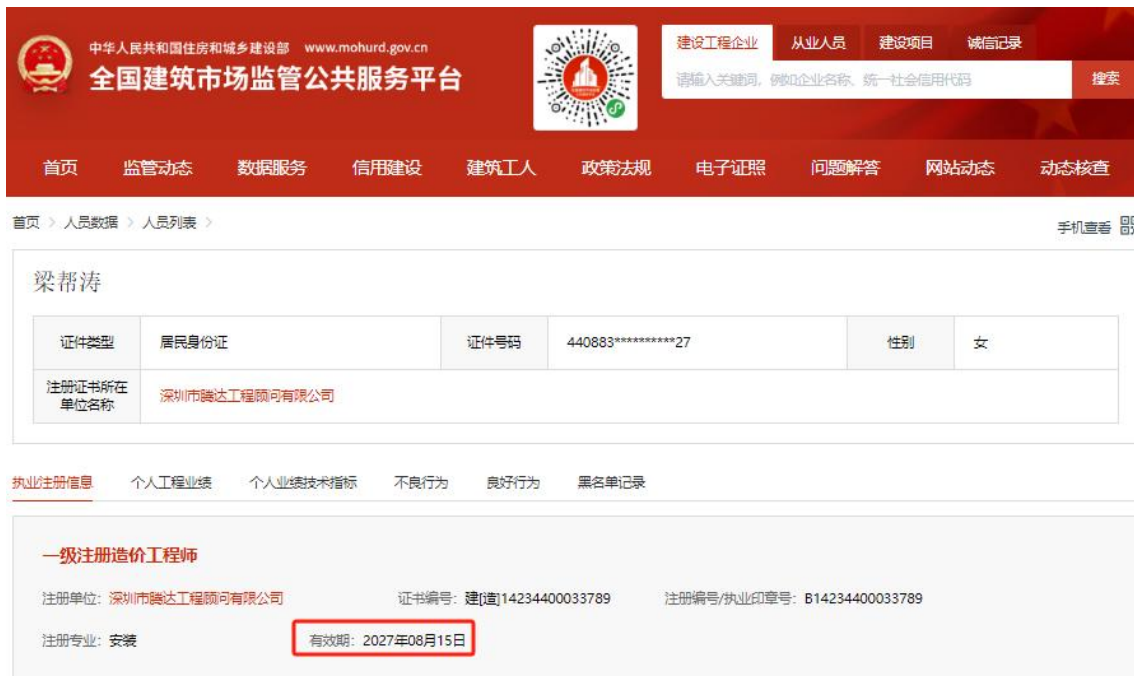 中华人民共和国住房和城乡建设部 www.mohurd.gov.cn
全国建筑市场监管公共服务平台
建设工程企业 从业人员 建设项目 诚信记录
请输入关键词，例如企业名称、统一社会信用代码 搜索
首页 监管动态 数据服务 信用建设 建筑工人 政策法规 电子证照 问题解答 网站动态 动态核查
首页 > 人员数据 > 人员列表 >
手机查看
梁帮涛
证件类型 居民身份证 证件号码 440883**********27 性别 女
注册证书所在
单位名称
深圳市腾达工程顾问有限公司
执业注册信息 个人工程业绩 个人业绩技术指标 不良行为 良好行为 黑名单记录
一级注册造价工程师
注册单位：深圳市腾达工程顾问有限公司 证书编号：建[造]14234400033789 注册编号/执业印章号：B14234400033789
注册专业：安装 有效期：2027年08月15日